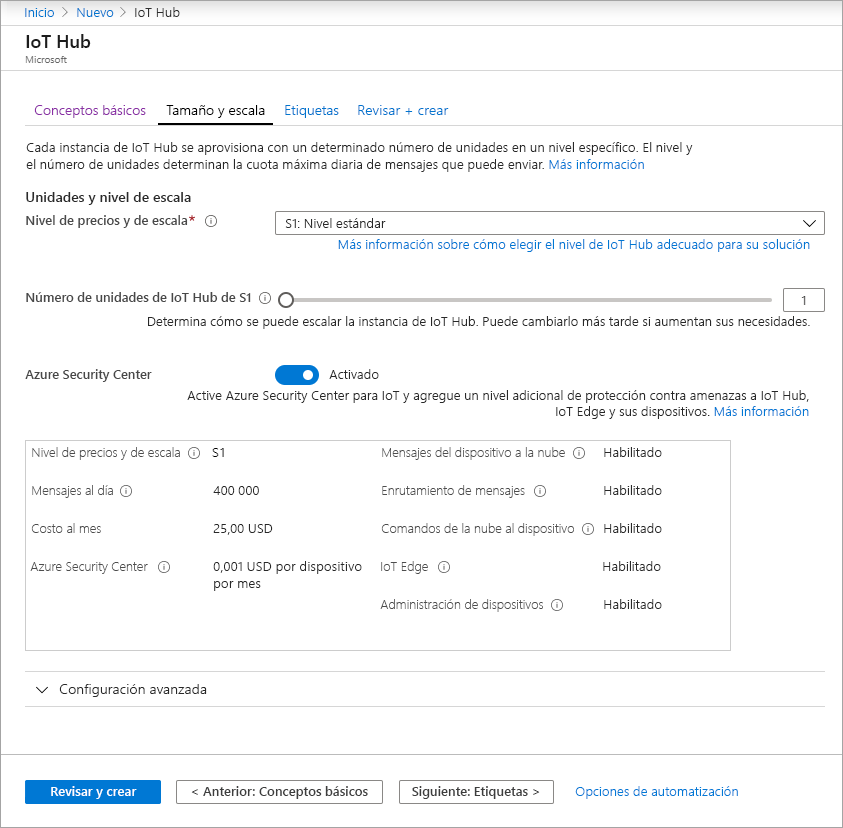 Inicio > Nuevo > IoT Hub
IoT Hub
Microsoft
Conceptos básicos Tamaño y escala Etiquetas Revisar + crear
Cada instancia de IoT Hub se aprovisiona con un determinado número de unidades en un nivel específico. El nivel y
el número de unidades determinan la cuota máxima diaria de mensajes que puede enviar. Más información
Unidades y nivel de escala
Nivel de precios y de escala* S1: Nivel estándar
Más información sobre cómo elegir el nivel de IoT Hub adecuado para su solución
Número de unidades de IoT Hub de S1 1
Determina cómo se puede escalar la instancia de IoT Hub. Puede cambiarlo más tarde si aumentan sus necesidades.
Azure Security Center Activado
Active Azure Security Center para IoT y agregue un nivel adicional de protección contra amenazas a IoT Hub,
IoT Edge y sus dispositivos. Más información
Nivel de precios y de escala S1 Mensajes del dispositivo a la nube Habilitado
Mensajes al día 400 000 Enrutamiento de mensajes Habilitado
Costo al mes 25,00 USD Comandos de la nube al dispositivo Habilitado
Azure Security Center 0,001 USD por dispositivo IoT Edge Habilitado
por mes
Administración de dispositivos Habilitado
Configuración avanzada
Revisar y crear < Anterior: Conceptos básicos Siguiente: Etiquetas > Opciones de automatización